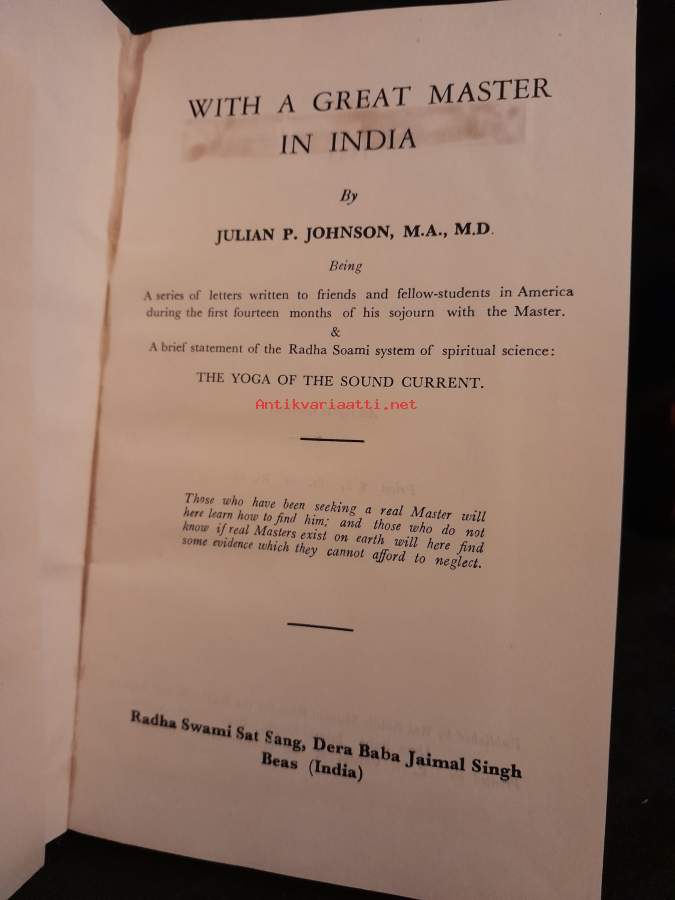 WITH A GREAT MASTER
IN INDIA
By
JULIAN P. JOHNSON, M.A., M.D.
Being
A series of letters written to friends and fellow-students in America
during the first fourteen months of his sojourn with the Master.
&
A brief statement of the Radha Soami system of spiritual science:
THE YOGA OF THE SOUND CURRENT.
Antikvariaatti.net
Those who have been seeking a real Master will
here learn how to find him; and those who do not
know if real Masters exist on earth will here find
some evidence which they cannot afford to neglect.
Radha Swami Sat Sang, Dera Baba Jaimal Singh
Beas (India)